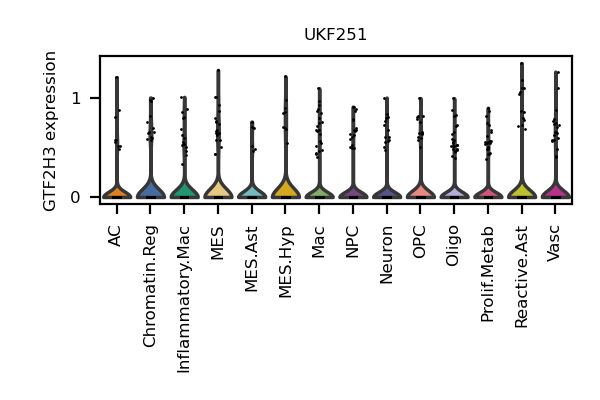 UKF251
GTF2H3 expression
1
0
AC
Chromatin.Reg
Inflammatory.Mac
MES
MES.Ast
MES.Hyp
Mac
NPC
Neuron
OPC
Oligo
Prolif.Metab
Reactive.Ast
Vasc